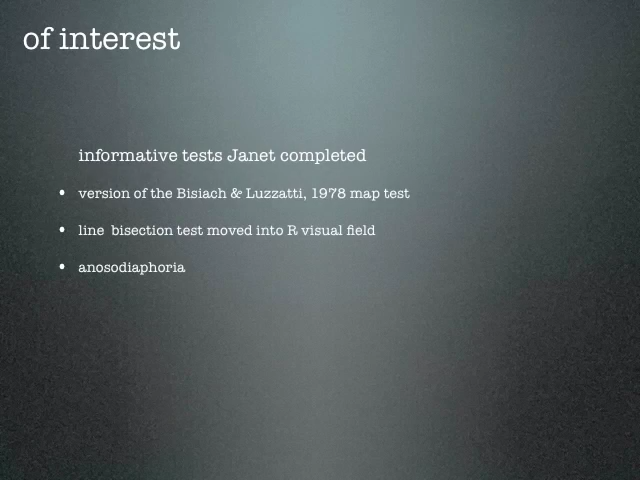 of interest
informative tests Janet completed
• version of the Bisiach & Luzzatti, 1978 map test
• line  bisection test moved into R visual field
• anosodiaphoria